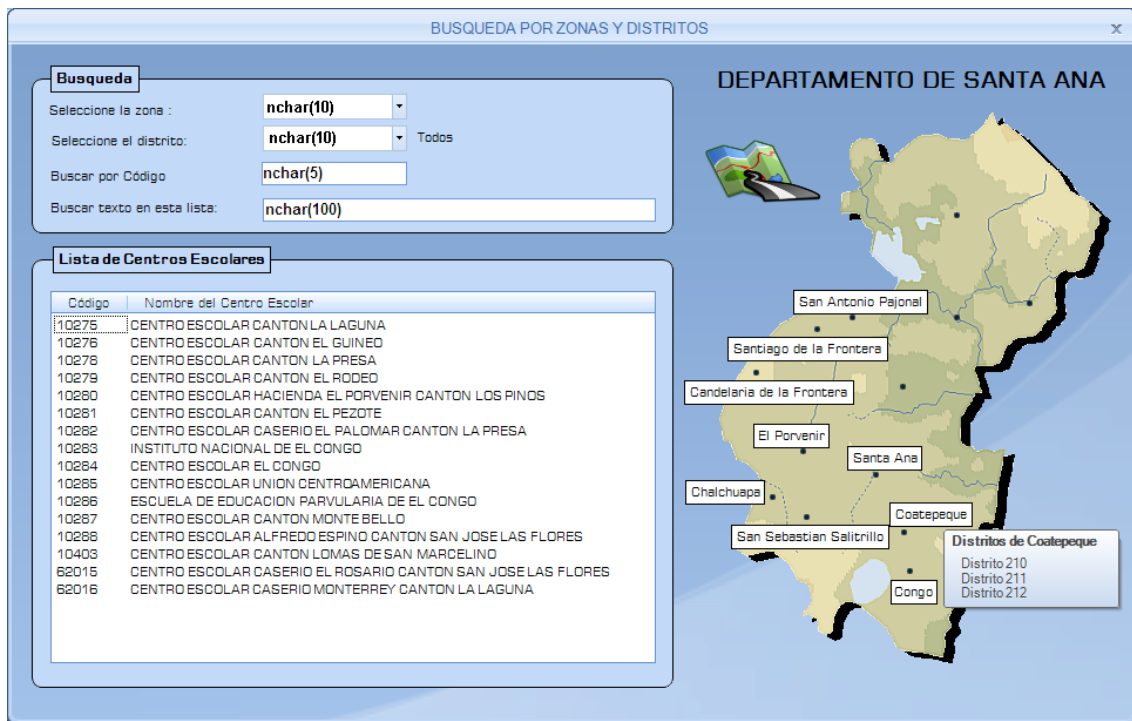 BUSQUEDA POR ZONAS Y DISTRITOS
x
Busqueda
Seleccione la zona :
nchar(10)
Seleccione el distrito:
nchar(10)
Todos
Buscar por Código
nchar(5)
Buscar texto en esta lista:
nchar(100)
Lista de Centros Escolares
Código Nombre del Centro Escolar
10275 CENTRO ESCOLAR CANTON LA LAGUNA
10276 CENTRO ESCOLAR CANTON EL GUINEO
10278 CENTRO ESCOLAR CANTON LA PRESA
10279 CENTRO ESCOLAR CANTON EL RODEO
10280 CENTRO ESCOLAR HACIENDA EL PORVENIR CANTON LOS PINOS
10281 CENTRO ESCOLAR CANTON EL PEZOTE
10282 CENTRO ESCOLAR CASERIO EL PALOMAR CANTON LA PRESA
10283 INSTITUTO NACIONAL DE EL CONGO
10284 CENTRO ESCOLAR EL CONGO
10285 CENTRO ESCOLAR UNION CENTROAMERICANA
10286 ESCUELA DE EDUCACION PARVULARIA DE EL CONGO
10287 CENTRO ESCOLAR CANTON MONTE BELLO
10288 CENTRO ESCOLAR ALFREDO ESPINO CANTON SAN JOSE LAS FLORES
10403 CENTRO ESCOLAR CANTON LOMAS DE SAN MARCELINO
62015 CENTRO ESCOLAR CASERIO EL ROSARIO CANTON SAN JOSE LAS FLORES
62016 CENTRO ESCOLAR CASERIO MONTERREY CANTON LA LAGUNA
DEPARTAMENTO DE SANTA ANA
San Antonio Pajonal
Santiago de la Frontera
Candelaria de la Frontera
El Porvenir
Santa Ana
Chalchuapa
Coatepeque
San Sebastian Salitrillo
Congo
Distritos de Coatepeque
Distrito 210
Distrito 211
Distrito 212